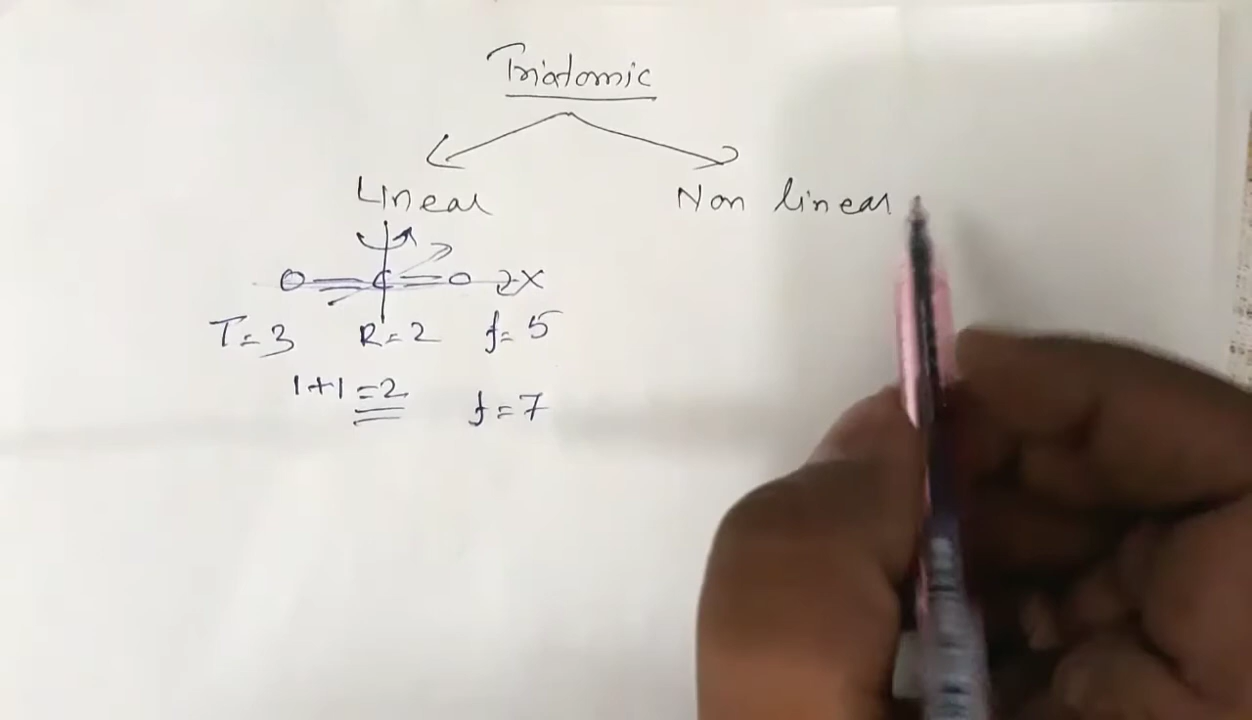 Triatomic
Linear Non linear
O=C=O X
T=3 R=2 f=5
1+1=2 f=7